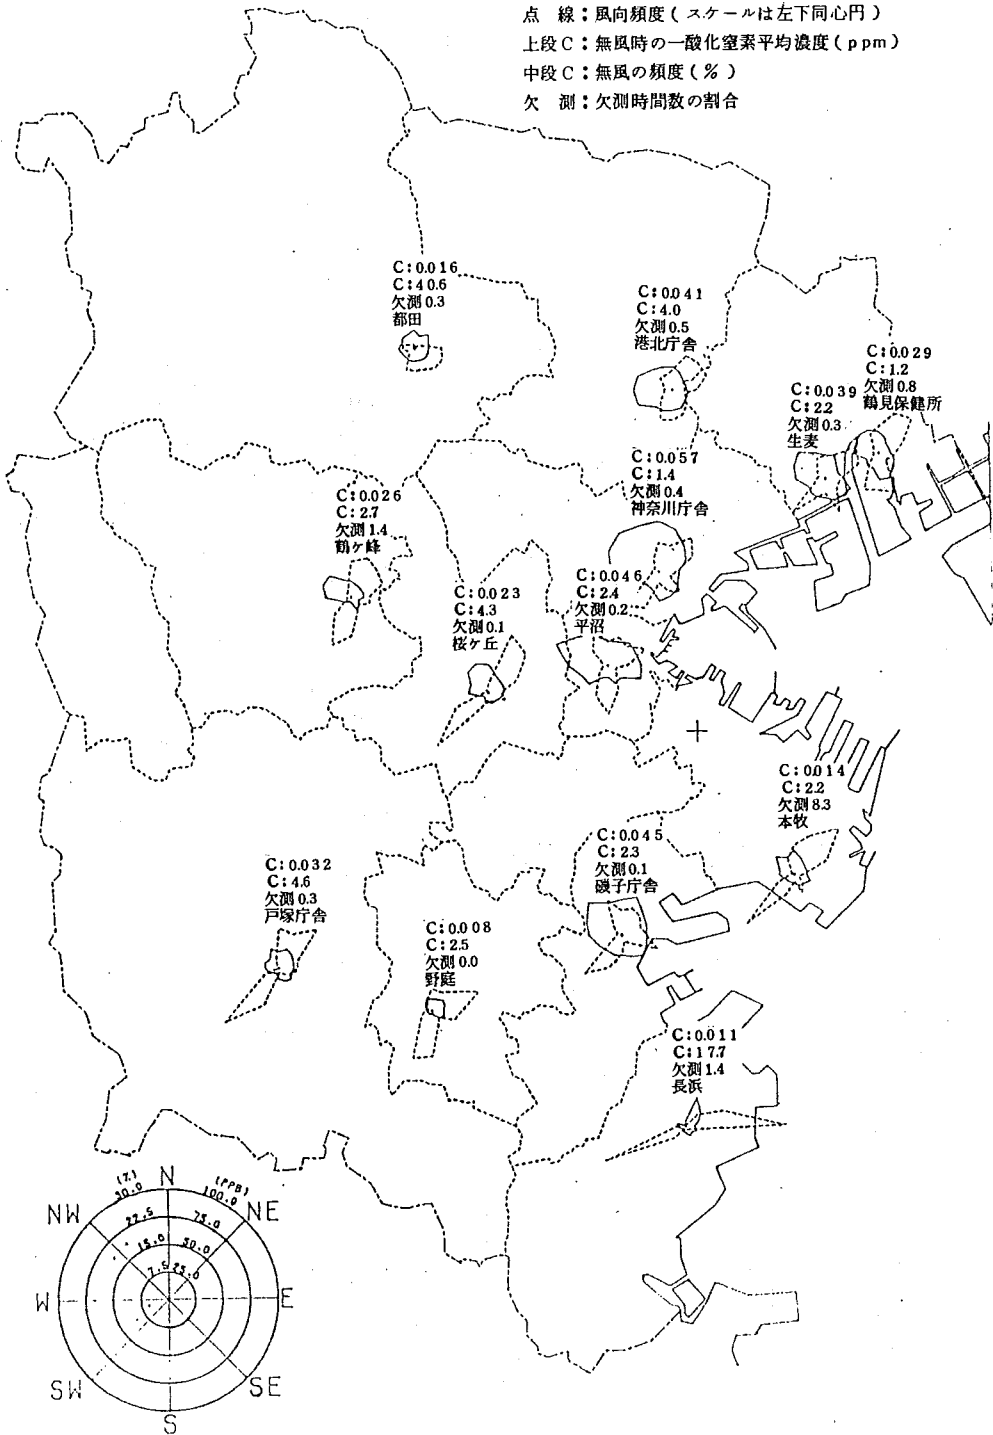 点線：風向頻度（スケールは左下同心円）
上段C：無風時の一酸化窒素平均濃度（ppm）
中段C：無風の頻度（%）
欠測：欠測時間数の割合
C:0.016
C:40.6
欠測0.3
都田
C:0.041
C:4.0
欠測0.5
港北庁舎
C:0.029
C:1.2
欠測0.8
鶴見保健所
C:0.039
C:2.2
欠測0.3
生麦
C:0.057
C:1.4
欠測0.4
神奈川庁舎
C:0.026
C:2.7
欠測1.4
鶴ヶ峰
C:0.046
C:2.4
欠測0.2
平沼
C:0.023
C:4.3
欠測0.1
桜ケ丘
C:0.014
C:2.2
欠測8.3
本牧
C:0.045
C:2.3
欠測0.1
磯子庁舎
C:0.032
C:4.6
欠測0.3
戸塚庁舎
C:0.008
C:2.5
欠測0.0
野庭
C:0.011
C:17.7
欠測1.4
長浜
(%)
30.0
N
(PPB)
100.0
NW
NE
22.5
75.0
15.0
50.0
7.5
25.0
W
E
SW
SE
S